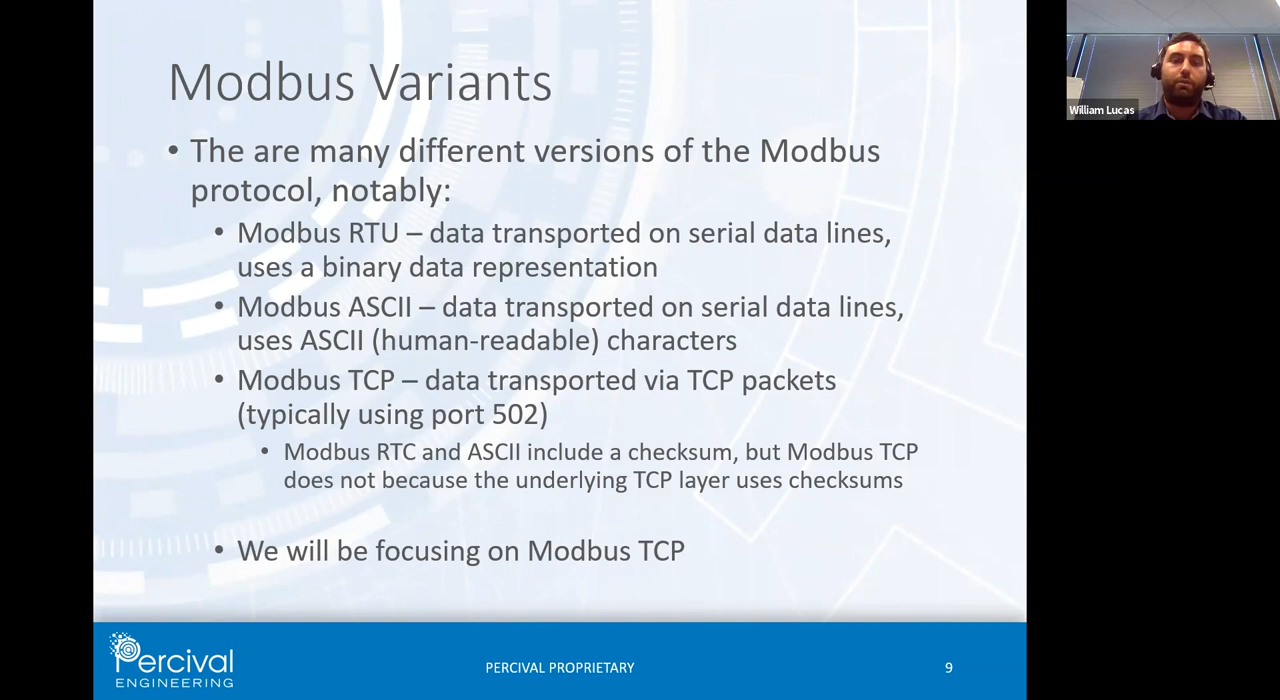 Modbus Variants
• The are many different versions of the Modbus
protocol, notably:
• Modbus RTU – data transported on serial data lines,
uses a binary data representation
• Modbus ASCII – data transported on serial data lines,
uses ASCII (human-readable) characters
• Modbus TCP – data transported via TCP packets
(typically using port 502)
• Modbus RTC and ASCII include a checksum, but Modbus TCP
does not because the underlying TCP layer uses checksums
• We will be focusing on Modbus TCP
Percival
ENGINEERING
PERCIVAL PROPRIETARY
9
William Lucas